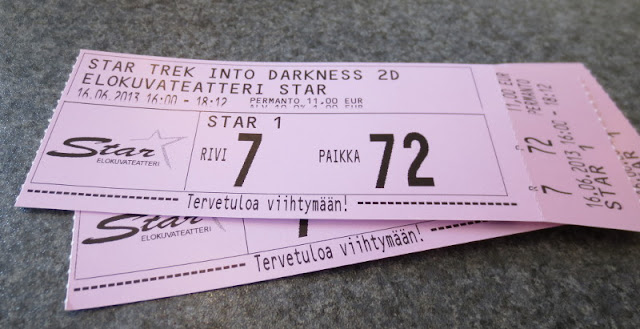 STAR TREK INTO DARKNESS 2D
ELOKUVATEATTERI STAR
16.06.2013 16:00 - 18:12 PERMANTO 11.00 EUR
STAR 1
Star
ELOKUVATEATTERI
RIVI 7 PAIKKA 72
Tervetuloa viihtymään!
11.00 EUR
PERMANTO
R 7 72
16.06.2013 16:00 -
STAR 1
Star
ELOKUVATEATTERI
Tervetuloa viihtymään!